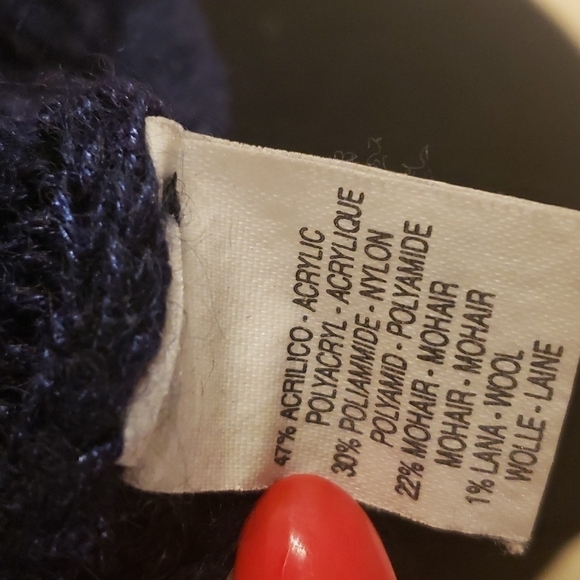 47% ACRILICO - ACRYLIC
POLYACRYL - ACRYLIQUE
30% POLIAMMIDE - NYLON
POLYAMID - POLYAMIDE
22% MOHAIR - MOHAIR
MOHAIR - MOHAIR
1% LANA - WOOL
WOLLE - LAINE